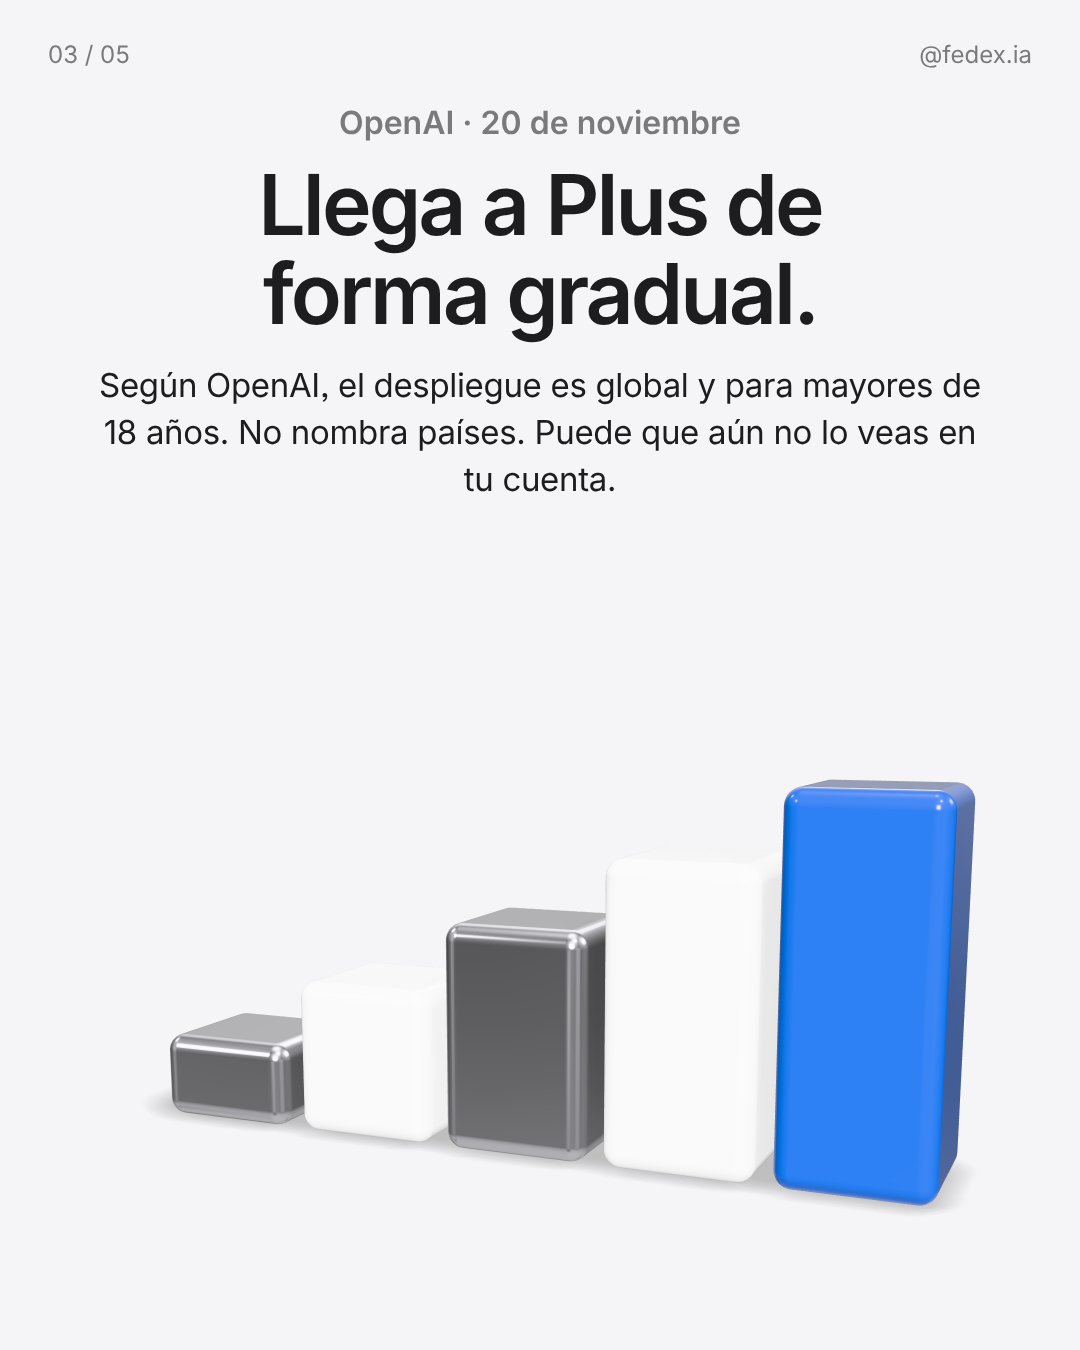 03 / 05
@fedex.ia
OpenAI · 20 de noviembre
Llega a Plus de
forma gradual.
Según OpenAI, el despliegue es global y para mayores de
18 años. No nombra países. Puede que aún no lo veas en
tu cuenta.